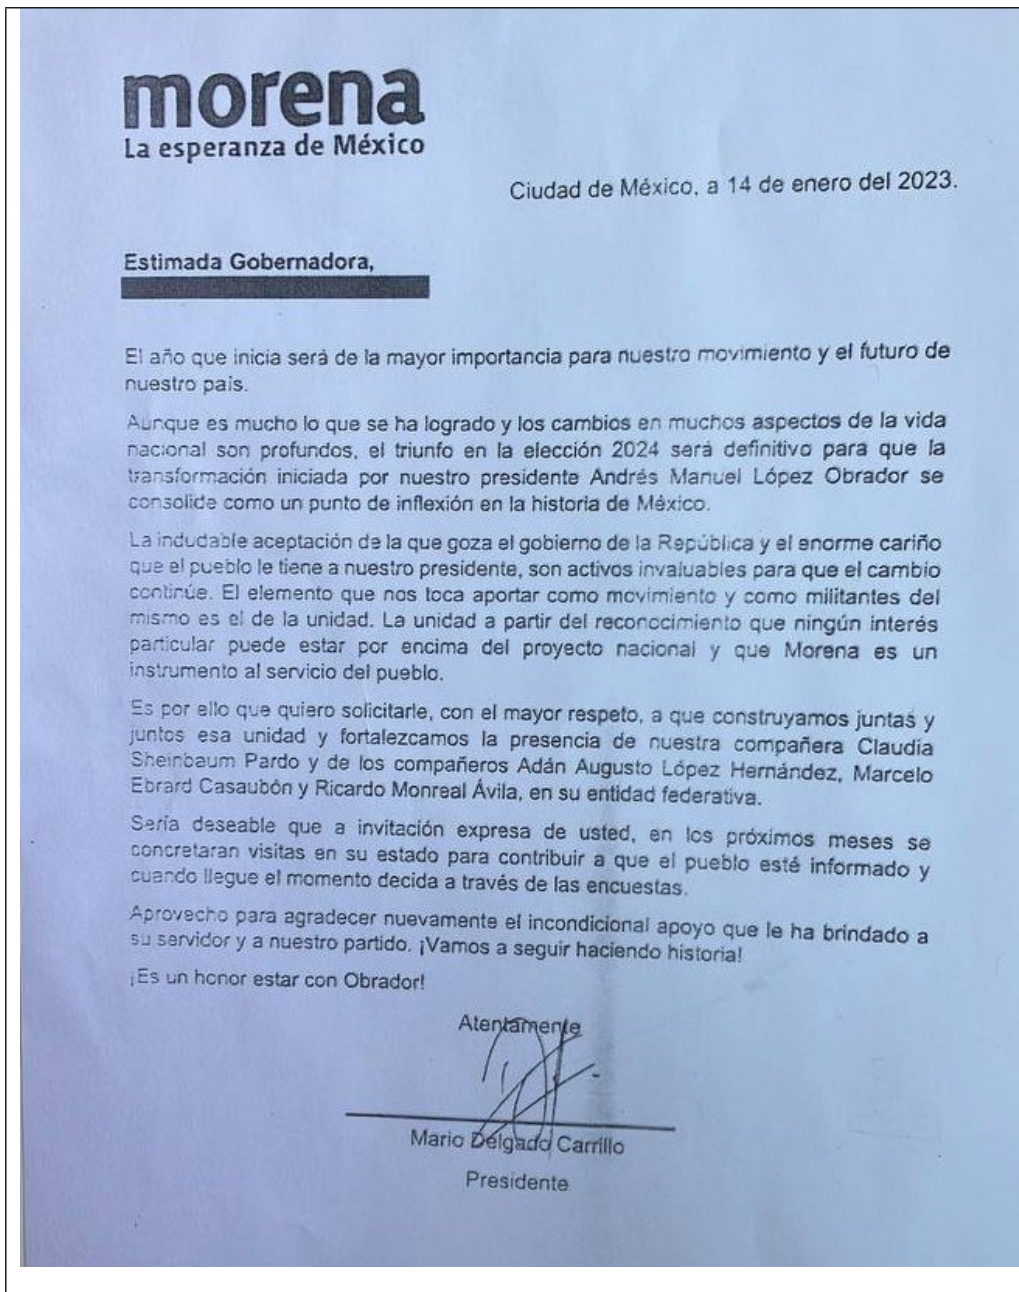 morena
La esperanza de México
Ciudad de México, a 14 de enero del 2023.
Estimada Gobernadora,
El año que inicia será de la mayor importancia para nuestro movimiento y el futuro de
nuestro país.
Aunque es mucho lo que se ha logrado y los cambios en muchos aspectos de la vida
nacional son profundos, el triunfo en la elección 2024 será definitivo para que la
transformación iniciada por nuestro presidente Andrés Manuel López Obrador se
consolide como un punto de inflexión en la historia de México.
La indudable aceptación de la que goza el gobierno de la República y el enorme cariño
que el pueblo le tiene a nuestro presidente, son activos invaluables para que el cambio
continúe. El elemento que nos toca aportar como movimiento y como militantes del
mismo es el de la unidad. La unidad a partir del reconocimiento que ningún interés
particular puede estar por encima del proyecto nacional y que Morena es un
instrumento al servicio del pueblo.
Es por ello que quiero solicitarle, con el mayor respeto, a que construyamos juntas y
juntos esa unidad y fortalezcamos la presencia de nuestra compañera Claudia
Sheinbaum Pardo y de los compañeros Adán Augusto López Hernández, Marcelo
Ebrard Casaubón y Ricardo Monreal Ávila, en su entidad federativa.
Sería deseable que a invitación expresa de usted, en los próximos meses se
concretaran visitas en su estado para contribuir a que el pueblo esté informado y
cuando llegue el momento decida a través de las encuestas.
Aprovecho para agradecer nuevamente el incondicional apoyo que le ha brindado a
su servidor y a nuestro partido. ¡Vamos a seguir haciendo historia!
¡Es un honor estar con Obrador!
Atentamente
Mario Delgado Carrillo
Presidente